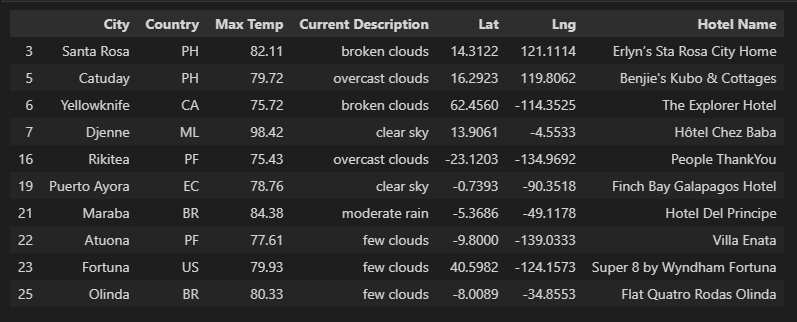 City Country Max Temp Current Description Lat Lng Hotel Name
3 Santa Rosa PH 82.11 broken clouds 14.3122 121.1114 Erlyn's Sta Rosa City Home
5 Catuday PH 79.72 overcast clouds 16.2923 119.8062 Benjie's Kubo & Cottages
6 Yellowknife CA 75.72 broken clouds 62.4560 -114.3525 The Explorer Hotel
7 Djenne ML 98.42 clear sky 13.9061 -4.5533 Hôtel Chez Baba
16 Rikitea PF 75.43 overcast clouds -23.1203 -134.9692 People ThankYou
19 Puerto Ayora EC 78.76 clear sky -0.7393 -90.3518 Finch Bay Galapagos Hotel
21 Maraba BR 84.38 moderate rain -5.3686 -49.1178 Hotel Del Principe
22 Atuona PF 77.61 few clouds -9.8000 -139.0333 Villa Enata
23 Fortuna US 79.93 few clouds 40.5982 -124.1573 Super 8 by Wyndham Fortuna
25 Olinda BR 80.33 few clouds -8.0089 -34.8553 Flat Quatro Rodas Olinda